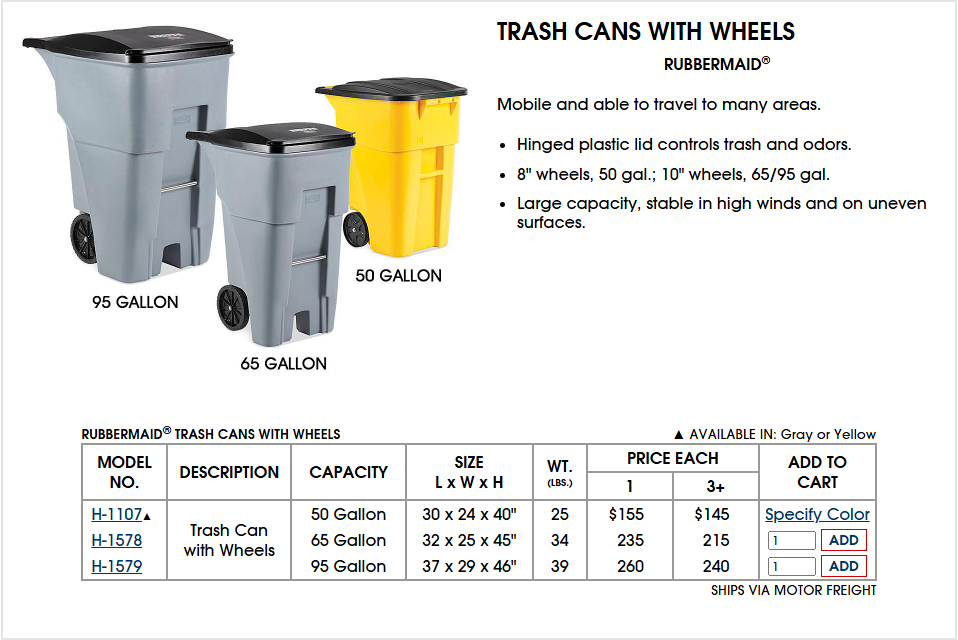 TRASH CANS WITH WHEELS
RUBBERMAID®
Mobile and able to travel to many areas.
• Hinged plastic lid controls trash and odors.
• 8" wheels, 50 gal.; 10" wheels, 65/95 gal.
• Large capacity, stable in high winds and on uneven
surfaces.
50 GALLON
95 GALLON
65 GALLON
RUBBERMAID® TRASH CANS WITH WHEELS
▲ AVAILABLE IN: Gray or Yellow
MODEL NO. DESCRIPTION CAPACITY SIZE L x W x H WT. (LBS.) PRICE EACH 1 3+ ADD TO CART
H-1107▲ Trash Can with Wheels 50 Gallon 30 x 24 x 40" 25 $155 $145 Specify Color
H-1578 65 Gallon 32 x 25 x 45" 34 235 215 1 ADD
H-1579 95 Gallon 37 x 29 x 46" 39 260 240 1 ADD
SHIPS VIA MOTOR FREIGHT